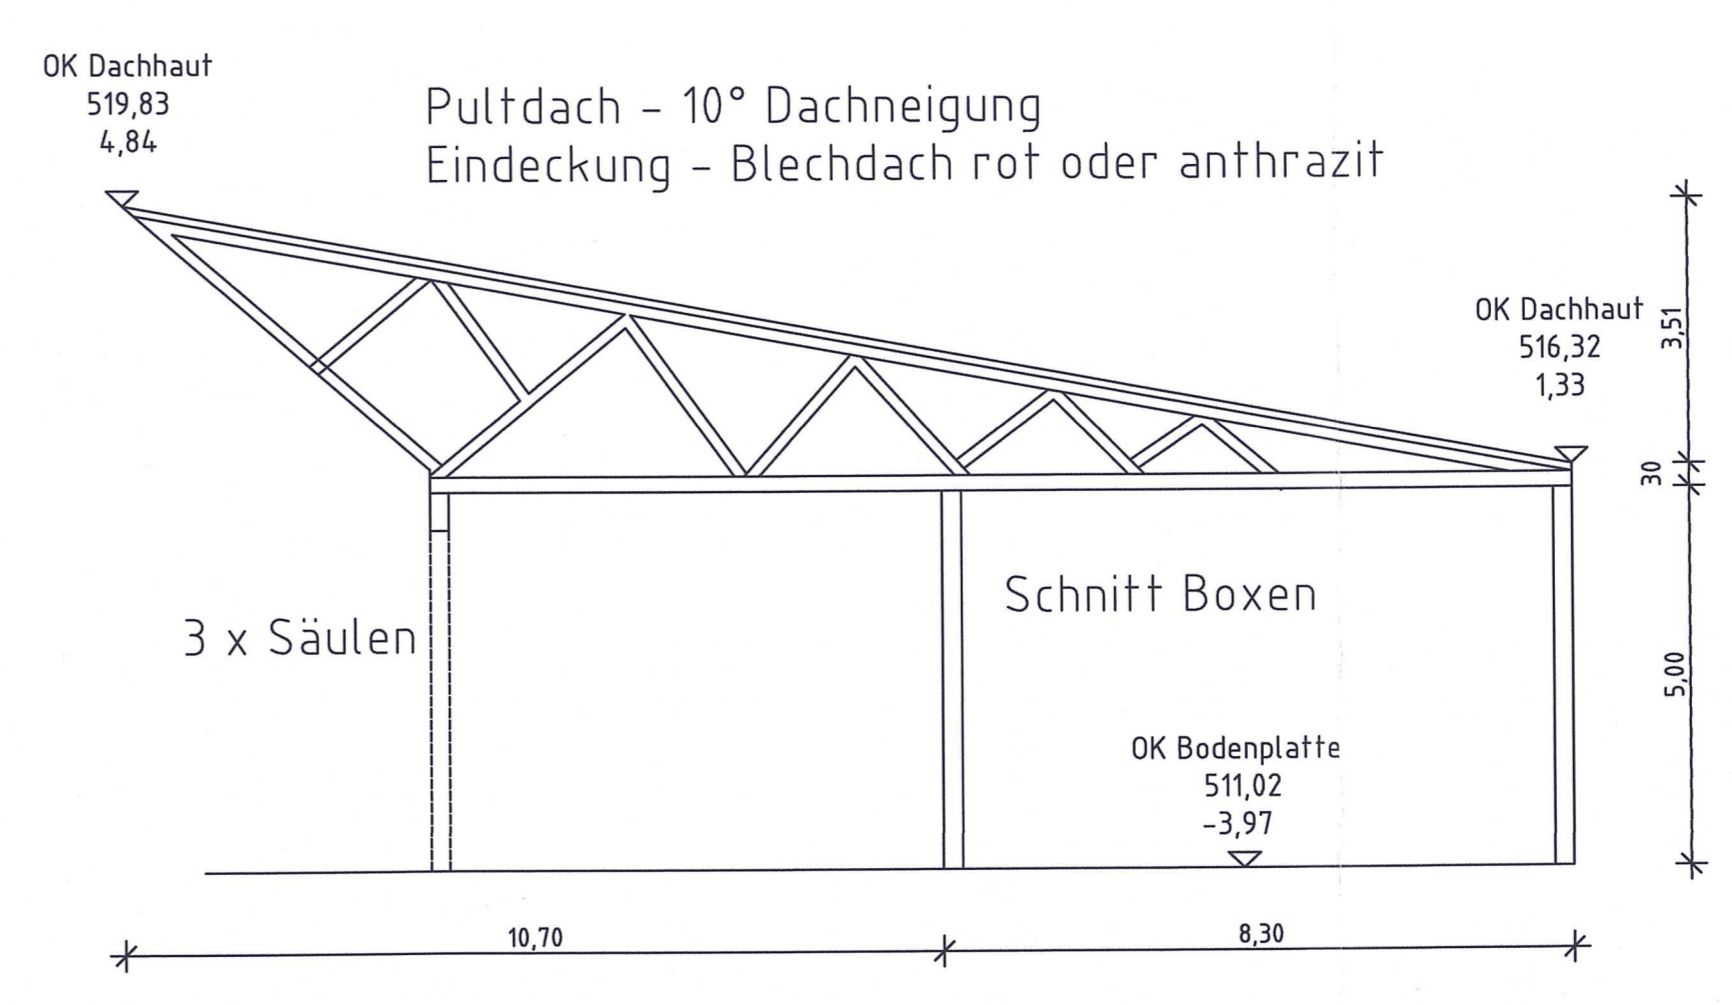 OK Dachhaut
519,83
4,84
Pultdach - 10° Dachneigung
Eindeckung - Blechdach rot oder anthrazit
OK Dachhaut
516,32
1,33
3,51
30
5,00
3 x Säulen
Schnitt Boxen
OK Bodenplatte
511,02
-3,97
10,70
8,30